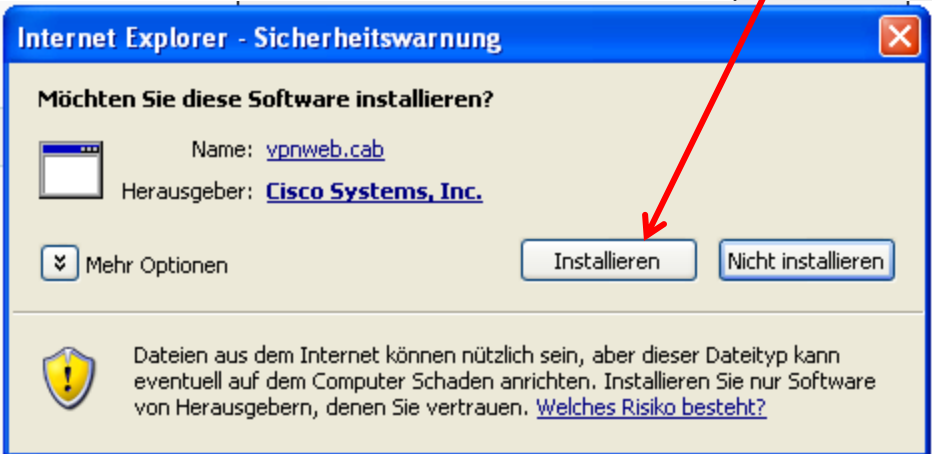 Internet Explorer - Sicherheitswarnung
Möchten Sie diese Software installieren?
Name: vpnweb.cab
Herausgeber: Cisco Systems, Inc.
Mehr Optionen
Installieren
Nicht installieren
Dateien aus dem Internet können nützlich sein, aber dieser Dateityp kann
eventuell auf dem Computer Schaden anrichten. Installieren Sie nur Software
von Herausgebern, denen Sie vertrauen. Welches Risiko besteht?